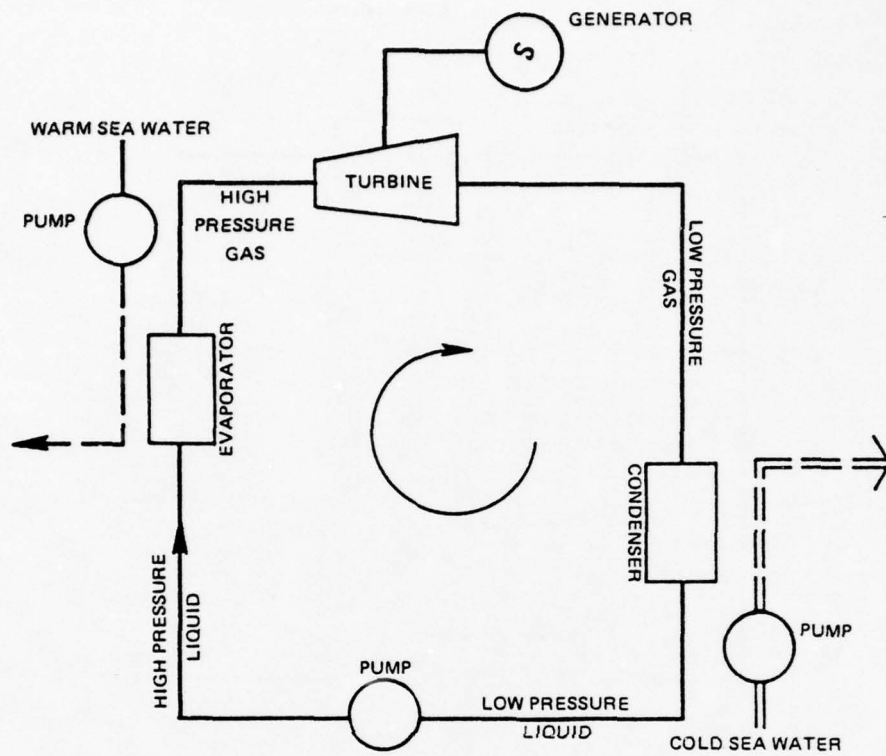 GENERATOR
S
WARM SEA WATER
TURBINE
HIGH
PRESSURE
GAS
PUMP
LOW PRESSURE
GAS
EVAPORATOR
CONDENSER
HIGH PRESSURE
LIQUID
PUMP
PUMP
LOW PRESSURE
LIQUID
COLD SEA WATER